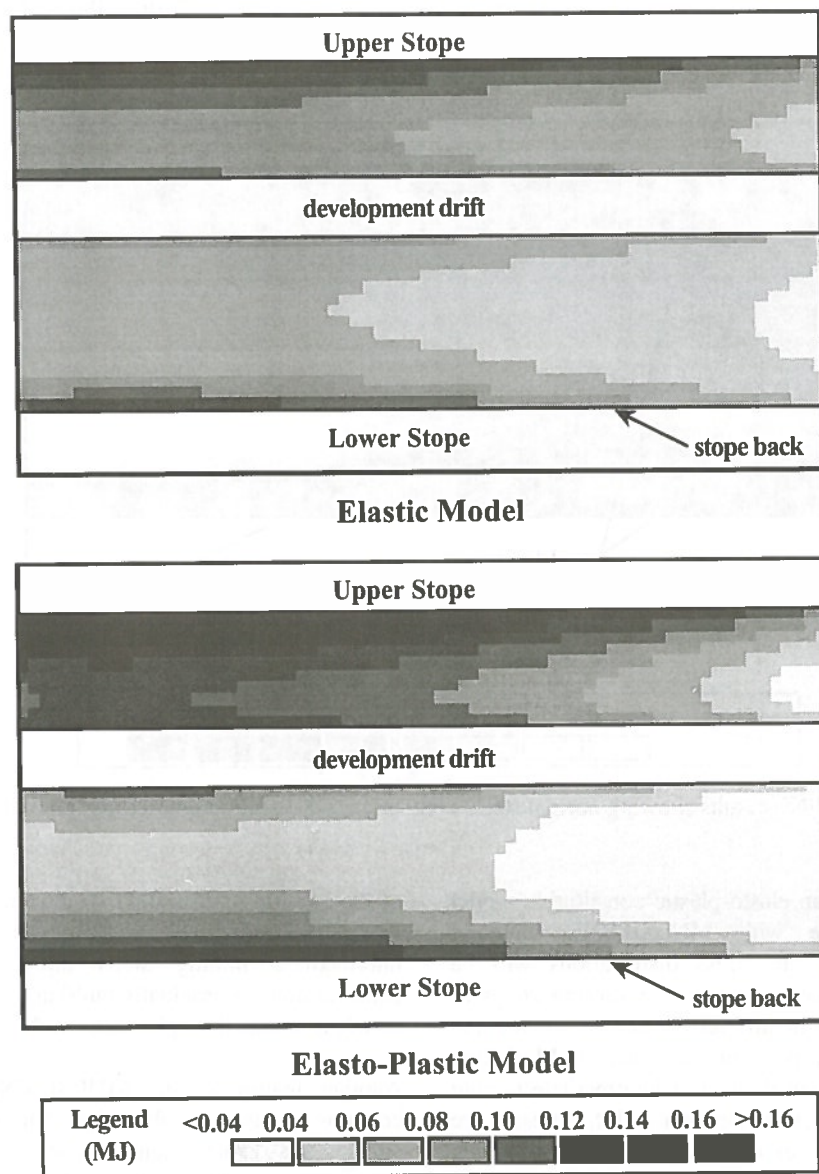 Upper Stope
development drift
Lower Stope
stope back
Elastic Model
Upper Stope
development drift
Lower Stope
stope back
Elasto-Plastic Model
Legend <0.04 0.04 0.06 0.08 0.10 0.12 0.14 0.16 >0.16
(MJ)